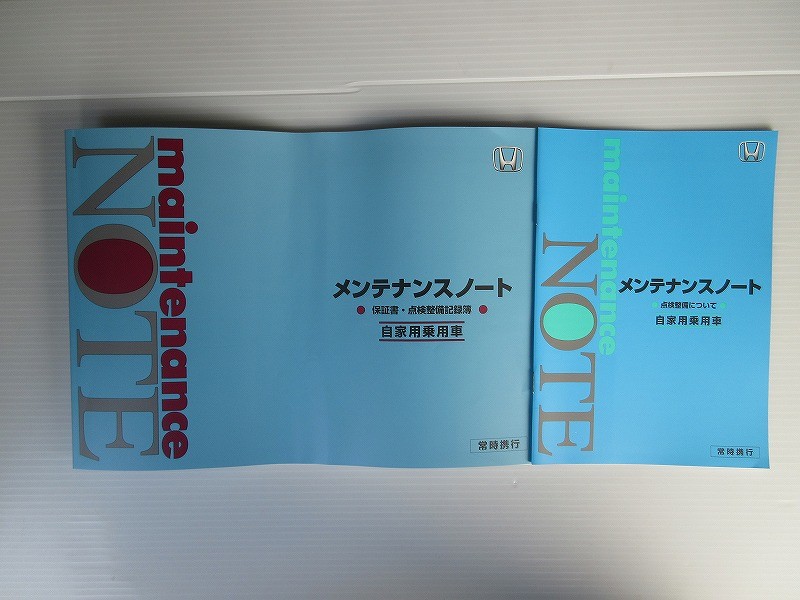 maintenance
NOTE
メンテナンスノート
● 保証書・点検整備記録簿 ●
自家用乗用車
常時携行
maintenance
NOTE
メンテナンスノート
● 点検整備について ●
自家用乗用車
常時携行